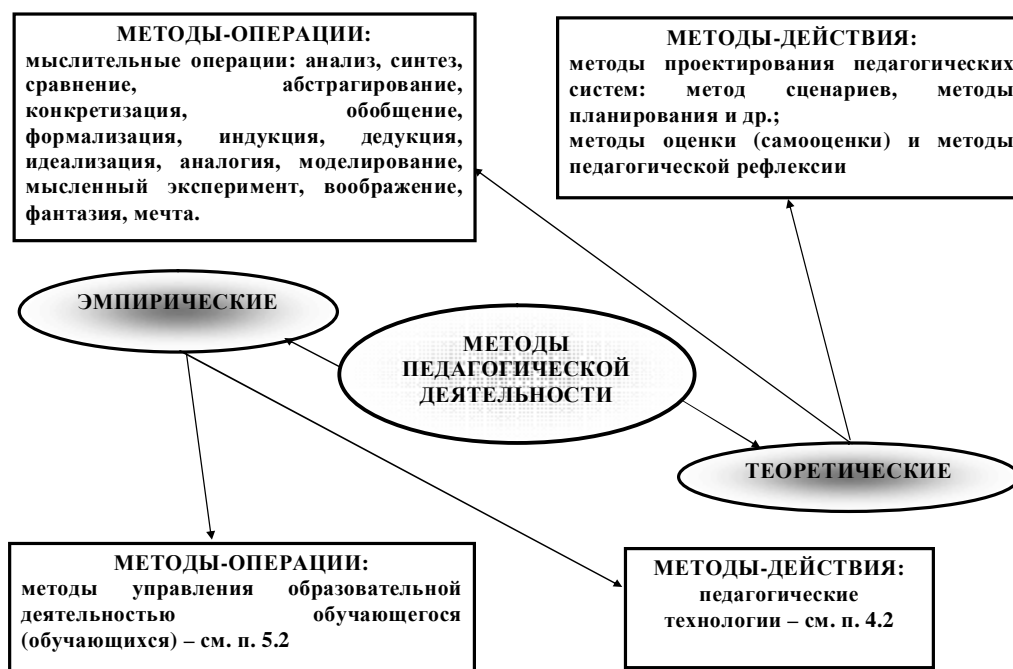 МЕТОДЫ-ОПЕРАЦИИ:
мыслительные операции: анализ, синтез,
сравнение, абстрагирование,
конкретизация, обобщение,
формализация, индукция, дедукция,
идеализация, аналогия, моделирование,
мысленный эксперимент, воображение,
фантазия, мечта.
МЕТОДЫ-ДЕЙСТВИЯ:
методы проектирования педагогических
систем: метод сценариев, методы
планирования и др.;
методы оценки (самооценки) и методы
педагогической рефлексии
ЭМПИРИЧЕСКИЕ
МЕТОДЫ
ПЕДАГОГИЧЕСКОЙ
ДЕЯТЕЛЬНОСТИ
ТЕОРЕТИЧЕСКИЕ
МЕТОДЫ-ОПЕРАЦИИ:
методы управления образовательной
деятельностью обучающегося
(обучающихся) – см. п. 5.2
МЕТОДЫ-ДЕЙСТВИЯ:
педагогические
технологии – см. п. 4.2